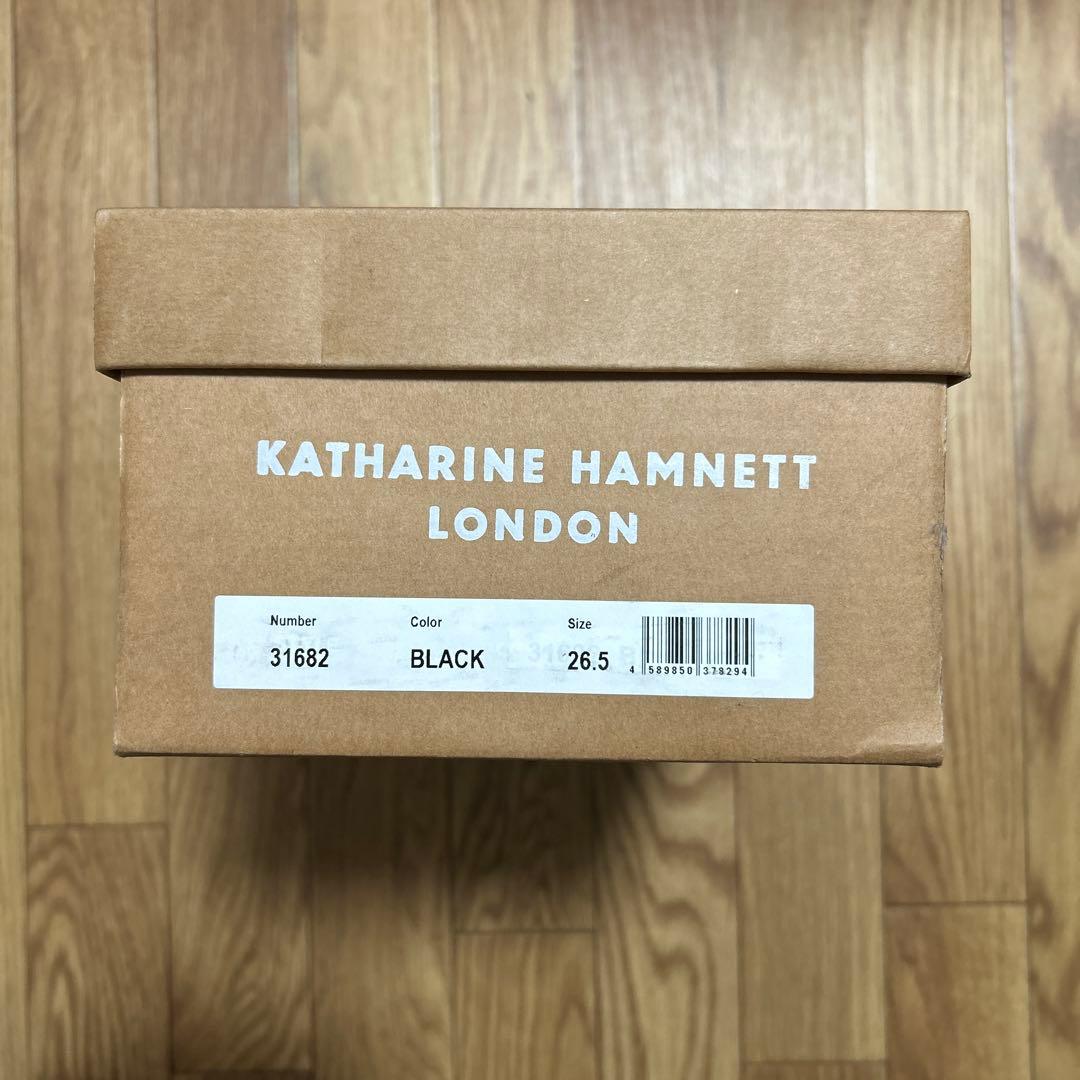 KATHARINE HAMNETT
LONDON
Number Color Size
31682 BLACK 26.5
4 589850 378294